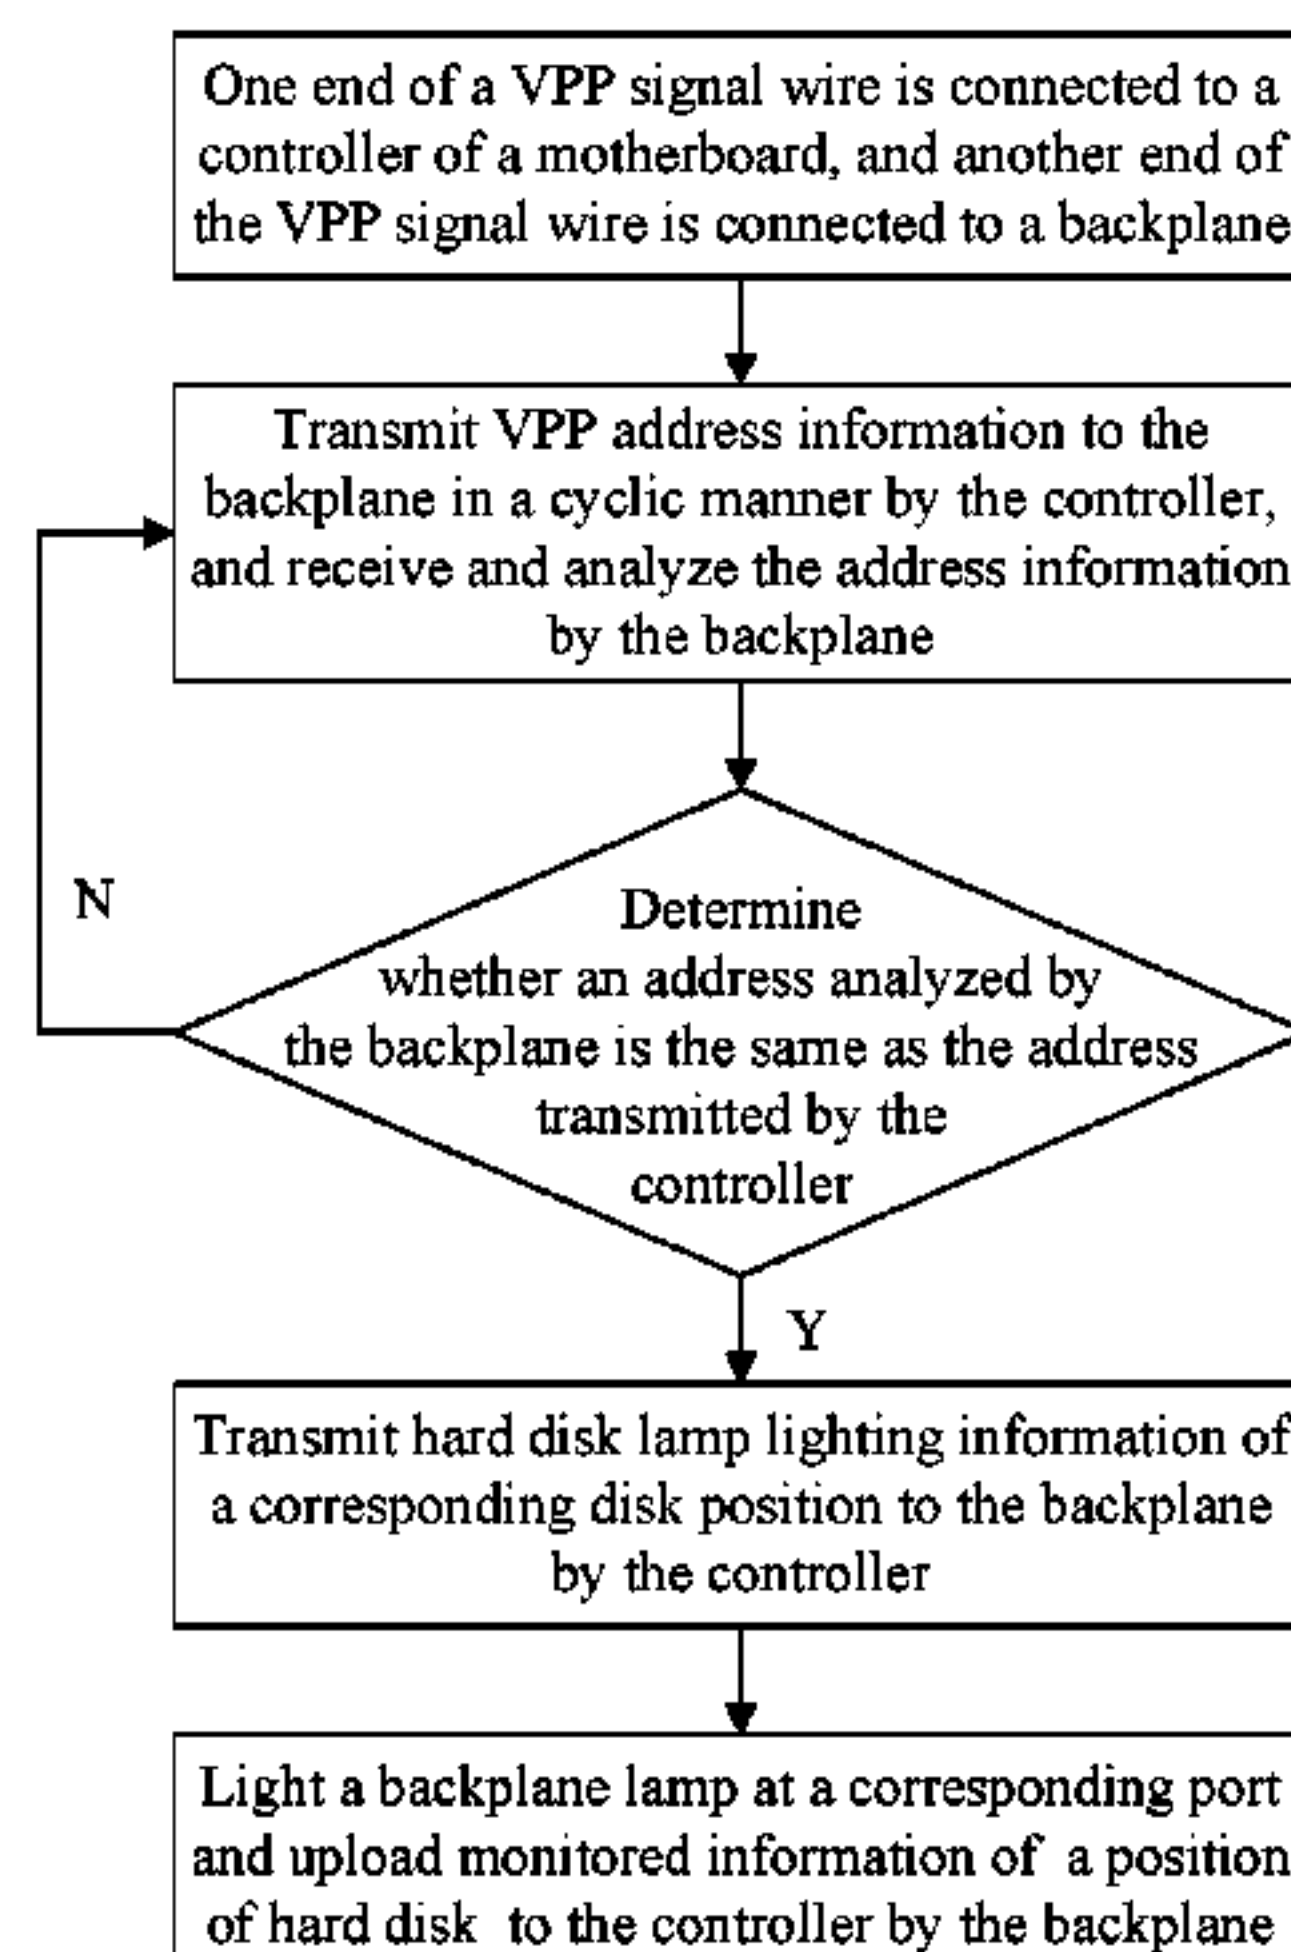 One end of a VPP signal wire is connected to a
controller of a motherboard, and another end of
the VPP signal wire is connected to a backplane
Transmit VPP address information to the
backplane in a cyclic manner by the controller,
and receive and analyze the address information
by the backplane
N
Determine
whether an address analyzed by
the backplane is the same as the address
transmitted by the
controller
Y
Transmit hard disk lamp lighting information of
a corresponding disk position to the backplane
by the controller
Light a backplane lamp at a corresponding port
and upload monitored information of a position
of hard disk to the controller by the backplane